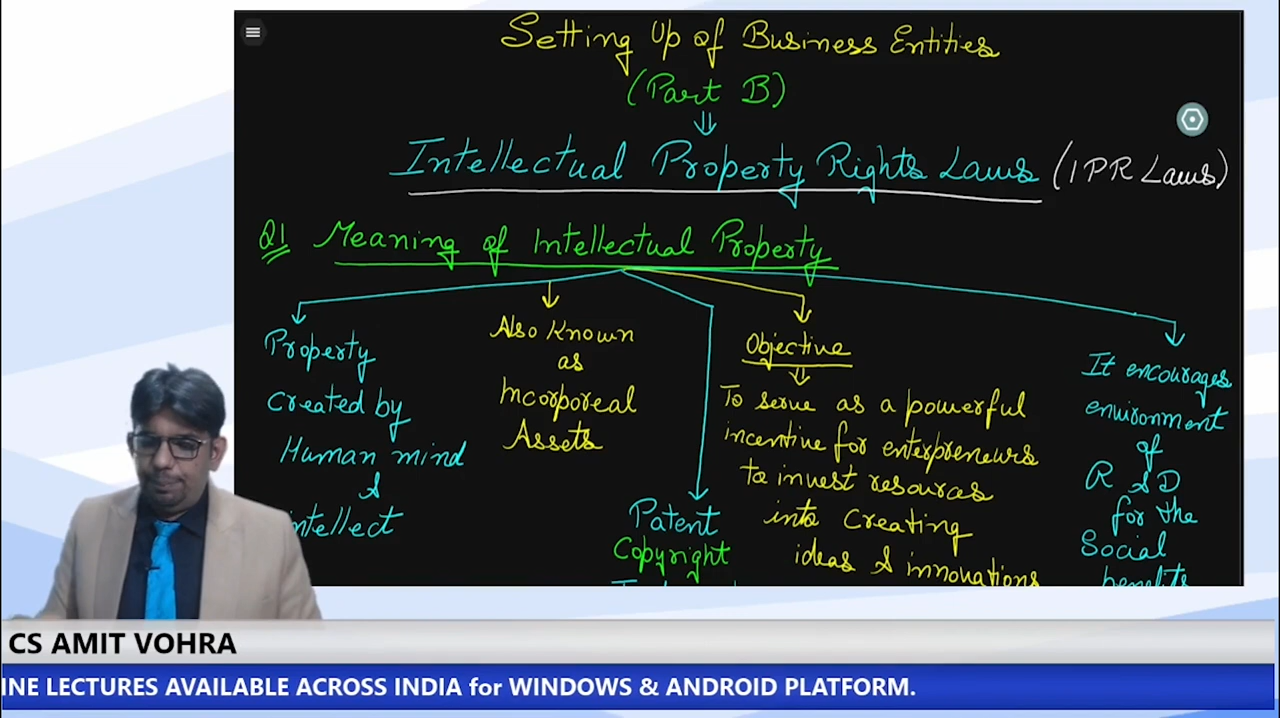 Setting Up of Business Entities
(Part B)
Intellectual Property Rights Laws (IPR Laws)
Q1 Meaning of Intellectual Property
Property
created by
Human mind
&
intellect
Also Known
as
Incorporeal
Assets
Patent
Copyright
Objective
To serve as a powerful
incentive for enterpreneurs
to invest resources
into creating
ideas & innovations
It encourages
environment
of
R & D
for the
Social
benefits
CS AMIT VOHRA
INE LECTURES AVAILABLE ACROSS INDIA for WINDOWS & ANDROID PLATFORM.